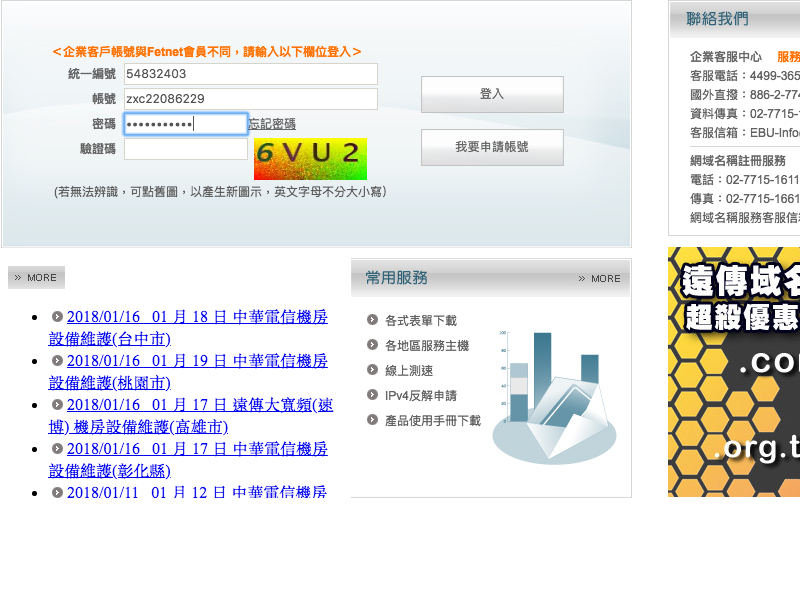 <企業客戶帳號與Fetnet會員不同，請輸入以下欄位登入>
統一編號 54832403
帳號 zxc22086229
密碼 ••••••••••• 忘記密碼
驗證碼 6VU2
(若無法辨識，可點舊圖，以產生新圖示，英文字母不分大小寫)
登入
我要申請帳號
MORE
2018/01/16 01 月 18 日 中華電信機房
設備維護(台中市)
2018/01/16 01 月 19 日 中華電信機房
設備維護(桃園市)
2018/01/16 01 月 17 日 遠傳大寬頻(速
博) 機房設備維護(高雄市)
2018/01/16 01 月 17 日 中華電信機房
設備維護(彰化縣)
2018/01/11 01 月 12 日 中華電信機房
常用服務 MORE
各式表單下載
各地區服務主機
線上測速
IPv4反解申請
產品使用手冊下載
聯絡我們
企業客服中心 服務
客服電話：4499-365
國外直撥：886-2-774
資料傳真：02-7715-1
客服信箱：EBU-Info
網域名稱註冊服務
電話：02-7715-1611
傳真：02-7715-1661
網域名稱服務客服信
遠傳域名
超殺優惠
.com
.org.t